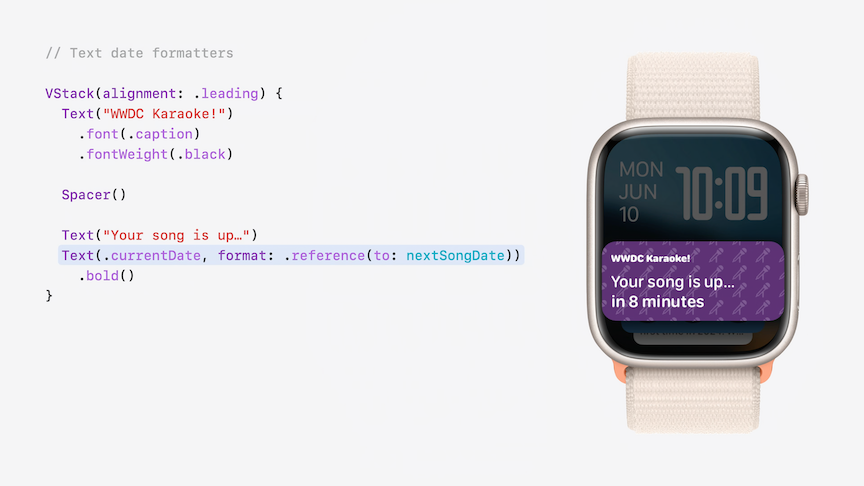 // Text date formatters
VStack(alignment: .leading) {
Text("WWDC Karaoke!")
.font(.caption)
.fontWeight(.black)
Spacer()
Text("Your song is up…")
Text(.currentDate, format: .reference(to: nextSongDate))
.bold()
}
MON
JUN
10
10:09
WWDC Karaoke!
Your song is up...
in 8 minutes